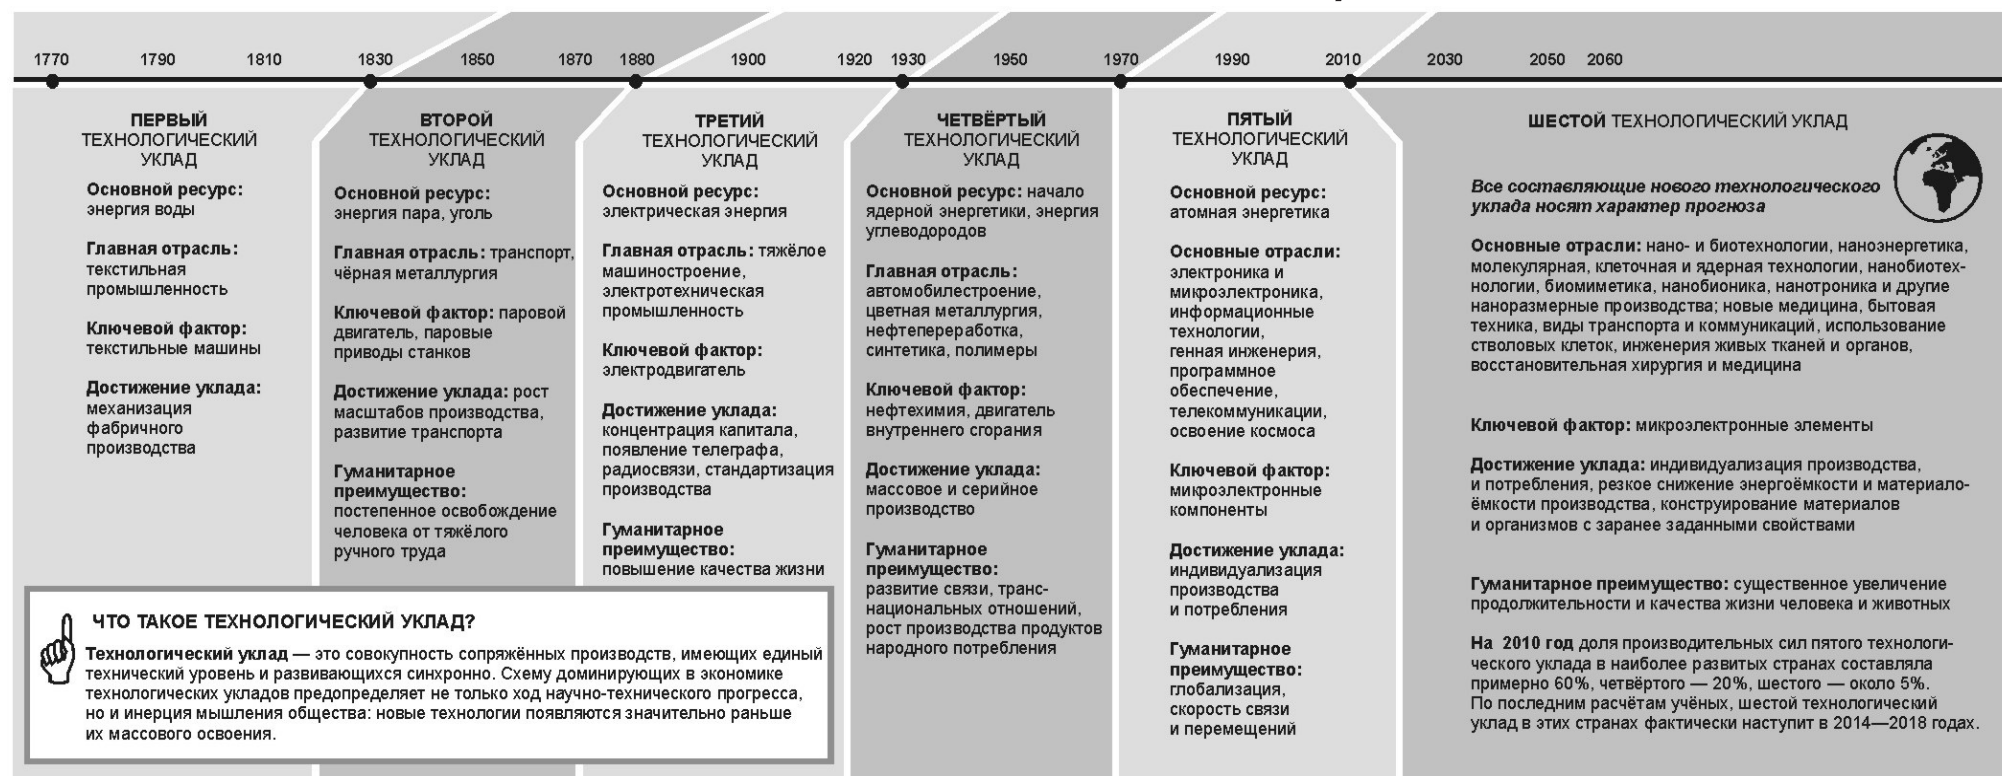 1770 1790 1810 1830 1850 1870 1880 1900 1920 1930 1950 1970 1990 2010 2030 2050 2060
ПЕРВЫЙ
ТЕХНОЛОГИЧЕСКИЙ
УКЛАД
Основной ресурс:
энергия воды
Главная отрасль:
текстильная
промышленность
Ключевой фактор:
текстильные машины
Достижение уклада:
механизация
фабричного
производства
ВТОРОЙ
ТЕХНОЛОГИЧЕСКИЙ
УКЛАД
Основной ресурс:
энергия пара, уголь
Главная отрасль: транспорт,
чёрная металлургия
Ключевой фактор: паровой
двигатель, паровые
приводы станков
Достижение уклада: рост
масштабов производства,
развитие транспорта
Гуманитарное
преимущество:
постепенное освобождение
человека от тяжёлого
ручного труда
ТРЕТИЙ
ТЕХНОЛОГИЧЕСКИЙ
УКЛАД
Основной ресурс:
электрическая энергия
Главная отрасль: тяжёлое
машиностроение,
электротехническая
промышленность
Ключевой фактор:
электродвигатель
Достижение уклада:
концентрация капитала,
появление телеграфа,
радиосвязи, стандартизация
производства
Гуманитарное
преимущество:
повышение качества жизни
ЧЕТВЁРТЫЙ
ТЕХНОЛОГИЧЕСКИЙ
УКЛАД
Основной ресурс: начало
ядерной энергетики, энергия
углеводородов
Главная отрасль:
автомобилестроение,
цветная металлургия,
нефтепереработка,
синтетика, полимеры
Ключевой фактор:
нефтехимия, двигатель
внутреннего сгорания
Достижение уклада:
массовое и серийное
производство
Гуманитарное
преимущество:
развитие связи, транс-
национальных отношений,
рост производства продуктов
народного потребления
ПЯТЫЙ
ТЕХНОЛОГИЧЕСКИЙ
УКЛАД
Основной ресурс:
атомная энергетика
Основные отрасли:
электроника и
микроэлектроника,
информационные
технологии,
генная инженерия,
программное
обеспечение,
телекоммуникации,
освоение космоса
Ключевой фактор:
микроэлектронные
компоненты
Достижение уклада:
индивидуализация
производства
и потребления
Гуманитарное
преимущество:
глобализация,
скорость связи
и перемещений
ШЕСТОЙ ТЕХНОЛОГИЧЕСКИЙ УКЛАД
Все составляющие нового технологического
уклада носят характер прогноза
Основные отрасли: нано- и биотехнологии, наноэнергетика,
молекулярная, клеточная и ядерная технологии, нанобиотех-
нологии, биомиметика, нанобионика, нанотроника и другие
наноразмерные производства; новые медицина, бытовая
техника, виды транспорта и коммуникаций, использование
стволовых клеток, инженерия живых тканей и органов,
восстановительная хирургия и медицина
Ключевой фактор: микроэлектронные элементы
Достижение уклада: индивидуализация производства,
и потребления, резкое снижение энергоёмкости и материало-
ёмкости производства, конструирование материалов
и организмов с заранее заданными свойствами
Гуманитарное преимущество: существенное увеличение
продолжительности и качества жизни человека и животных
На 2010 год доля производительных сил пятого технологи-
ческого уклада в наиболее развитых странах составляла
примерно 60%, четвёртого — 20%, шестого — около 5%.
По последним расчётам учёных, шестой технологический
уклад в этих странах фактически наступит в 2014—2018 годах.
ЧТО ТАКОЕ ТЕХНОЛОГИЧЕСКИЙ УКЛАД?
Технологический уклад — это совокупность сопряжённых производств, имеющих единый
технический уровень и развивающихся синхронно. Схему доминирующих в экономике
технологических укладов предопределяет не только ход научно-технического прогресса,
но и инерция мышления общества: новые технологии появляются значительно раньше
их массового освоения.